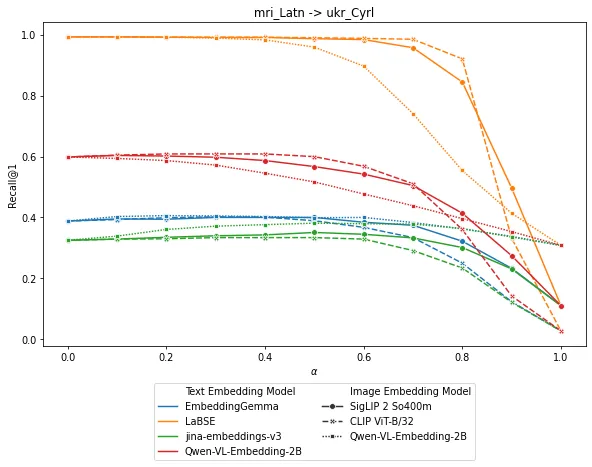 mri_Latn -> ukr_Cyrl
Recall@1
1.0
0.8
0.6
0.4
0.2
0.0
0.0 0.2 0.4 0.6 0.8 1.0
α
Text Embedding Model Image Embedding Model
EmbeddingGemma SigLIP 2 So400m
LaBSE CLIP ViT-B/32
jina-embeddings-v3 Qwen-VL-Embedding-2B
Qwen-VL-Embedding-2B